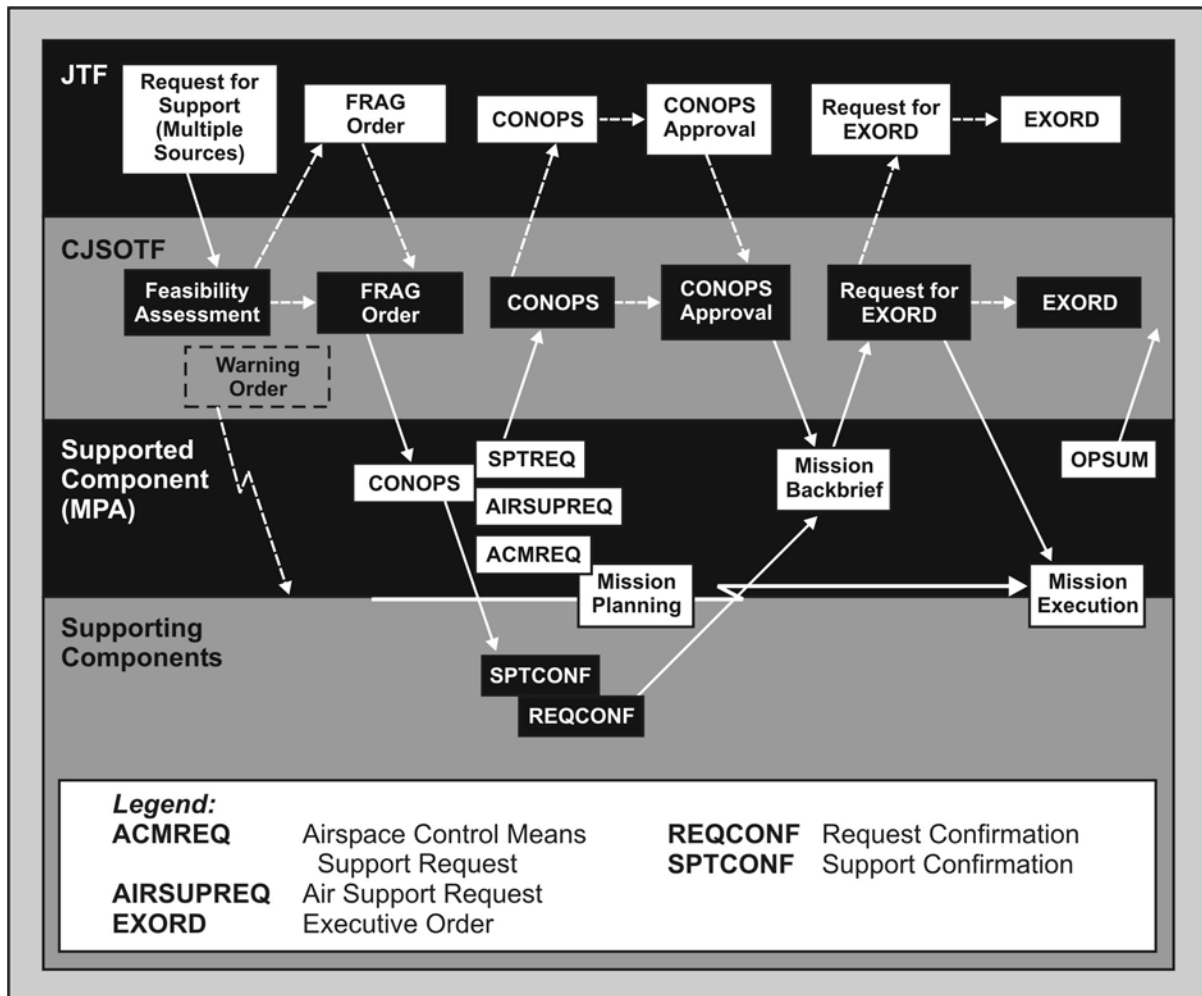 JTF
Request for
Support
(Multiple
Sources)
FRAG
Order
CONOPS
CONOPS
Approval
Request for
EXORD
EXORD
CJSOTF
Feasibility
Assessment
FRAG
Order
CONOPS
CONOPS
Approval
Request for
EXORD
EXORD
Warning
Order
Supported
Component
(MPA)
CONOPS
SPTREQ
AIRSUPREQ
ACMREQ
Mission
Planning
Mission
Backbrief
OPSUM
Mission
Execution
Supporting
Components
SPTCONF
REQCONF
Legend:
ACMREQ Airspace Control Means
Support Request
AIRSUPREQ Air Support Request
EXORD Executive Order
REQCONF Request Confirmation
SPTCONF Support Confirmation